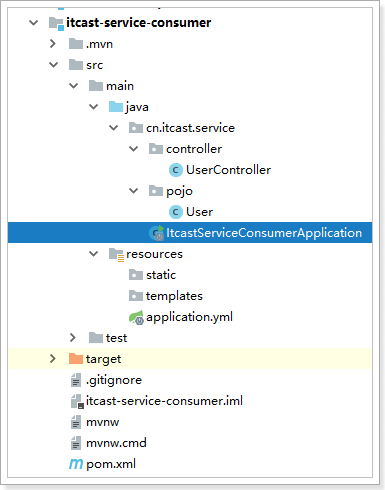 itcast-service-consumer
.mvn
src
main
java
cn.itcast.service
controller
UserController
pojo
User
ItcastServiceConsumerApplication
resources
static
templates
application.yml
test
target
.gitignore
itcast-service-consumer.iml
mvnw
mvnw.cmd
pom.xml